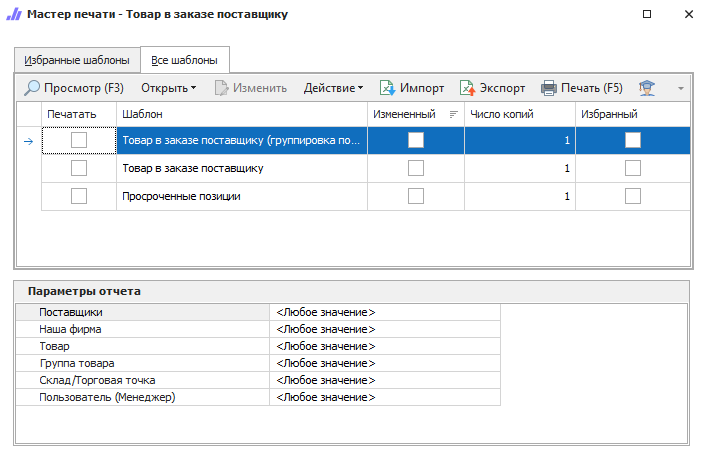 Мастер печати - Товар в заказе поставщику
Избранные шаблоны Все шаблоны
Просмотр (F3) Открыть Изменить Действие Импорт Экспорт Печать (F5)
Печатать Шаблон Измененный Число копий Избранный
Товар в заказе поставщику (группировка по... 1
Товар в заказе поставщику 1
Просроченные позиции 1
Параметры отчета
Поставщики <Любое значение>
Наша фирма <Любое значение>
Товар <Любое значение>
Группа товара <Любое значение>
Склад/Торговая точка <Любое значение>
Пользователь (Менеджер) <Любое значение>